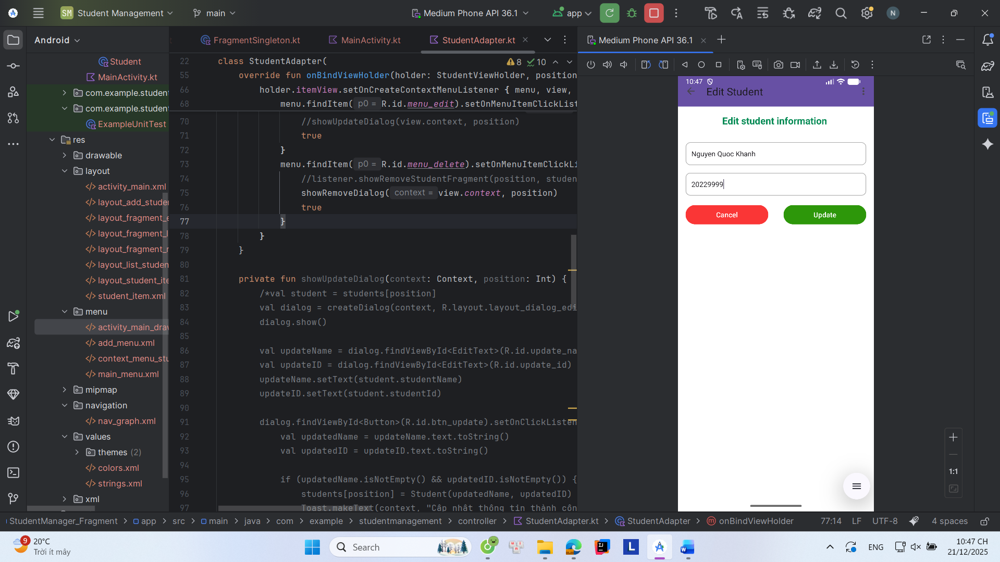 SM Student Management main Medium Phone API 36.1 app N
Android
FragmentSingleton.kt MainActivity.kt StudentAdapter.kt
Medium Phone API 36.1
Student
MainActivity.kt
com.example.student
com.example.student
ExampleUnitTest
res
drawable
layout
activity_main.xml
layout_add_stude
layout_fragment_e
layout_fragment_l
layout_fragment_r
layout_list_studen
layout_student_ite
student_item.xml
menu
activity_main_dra
add_menu.xml
context_menu_stu
main_menu.xml
mipmap
navigation
nav_graph.xml
values
themes (2)
colors.xml
strings.xml
xml
8 10
22 class StudentAdapter(
55 override fun onBindViewHolder(holder: StudentViewHolder, position
66 holder.itemView.setOnCreateContextMenuListener { menu, view,
68 menu.findItem( p0 = R.id.menu_edit).setOnMenuItemClickList
70 //showUpdateDialog(view.context, position)
71 true
72 }
73 menu.findItem( p0 = R.id.menu_delete).setOnMenuItemClickLi
74 //listener.showRemoveStudentFragment(position, studen
75 showRemoveDialog( context = view.context, position)
76 true
77 }
78 }
79 }
80
81 private fun showUpdateDialog(context: Context, position: Int) {
82 /*val student = students[position]
83 val dialog = createDialog(context, R.layout.layout_dialog_edi
84 dialog.show()
85
86 val updateName = dialog.findViewById<EditText>(R.id.update_na
87 val updateID = dialog.findViewById<EditText>(R.id.update_id)
88 updateName.setText(student.studentName)
89 updateID.setText(student.studentId)
90
91 dialog.findViewById<Button>(R.id.btn_update).setOnClickListen
92 val updatedName = updateName.text.toString()
93 val updatedID = updateID.text.toString()
94
95 if (updatedName.isNotEmpty() && updatedID.isNotEmpty()) {
96 students[position] = Student(updatedName, updatedID)
97 Toast.makeText(context, "Cập nhật thông tin thành côn
10:47
Edit Student
Edit student information
Nguyen Quoc Khanh
20229999
Cancel Update
1:1
StudentManager_Fragment > app > src > main > java > com > example > studentmanagement > controller > StudentAdapter.kt > StudentAdapter > onBindViewHolder 77:14 LF UTF-8 4 spaces
9 20°C
Trời ít mây
Search
ENG
10:47 CH
21/12/2025